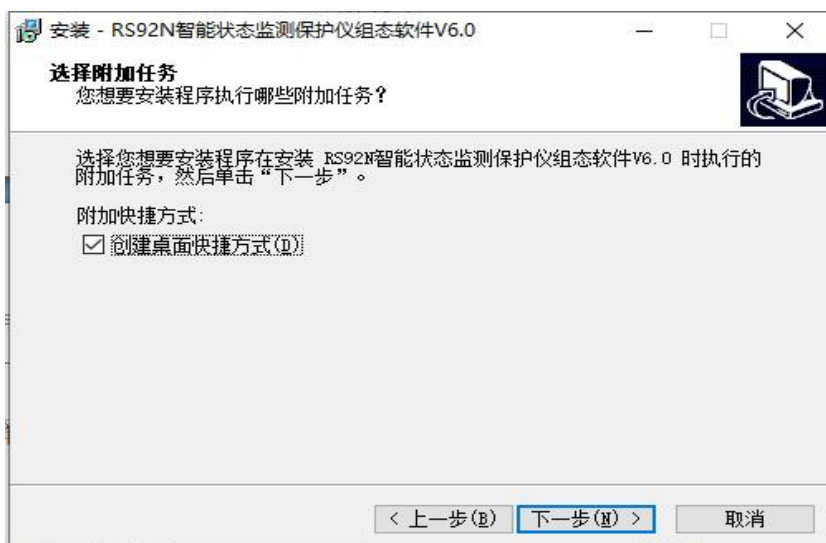 安装 - RS92N智能状态监测保护仪组态软件V6.0
选择附加任务
您想要安装程序执行哪些附加任务？
选择您想要安装程序在安装 RS92N智能状态监测保护仪组态软件V6.0 时执行的
附加任务，然后单击“下一步”。
附加快捷方式:
创建桌面快捷方式(D)
< 上一步(B) 下一步(N) > 取消